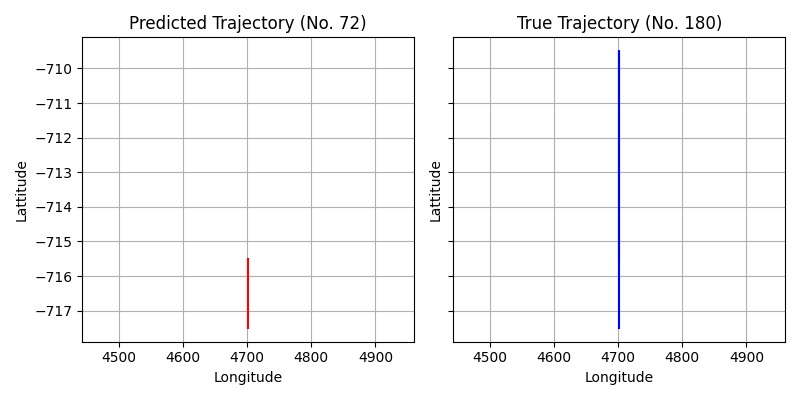 Predicted Trajectory (No. 72)
True Trajectory (No. 180)
−710
−711
−712
−713
−714
−715
−716
−717
Lattitude
Lattitude
4500 4600 4700 4800 4900
4500 4600 4700 4800 4900
Longitude
Longitude